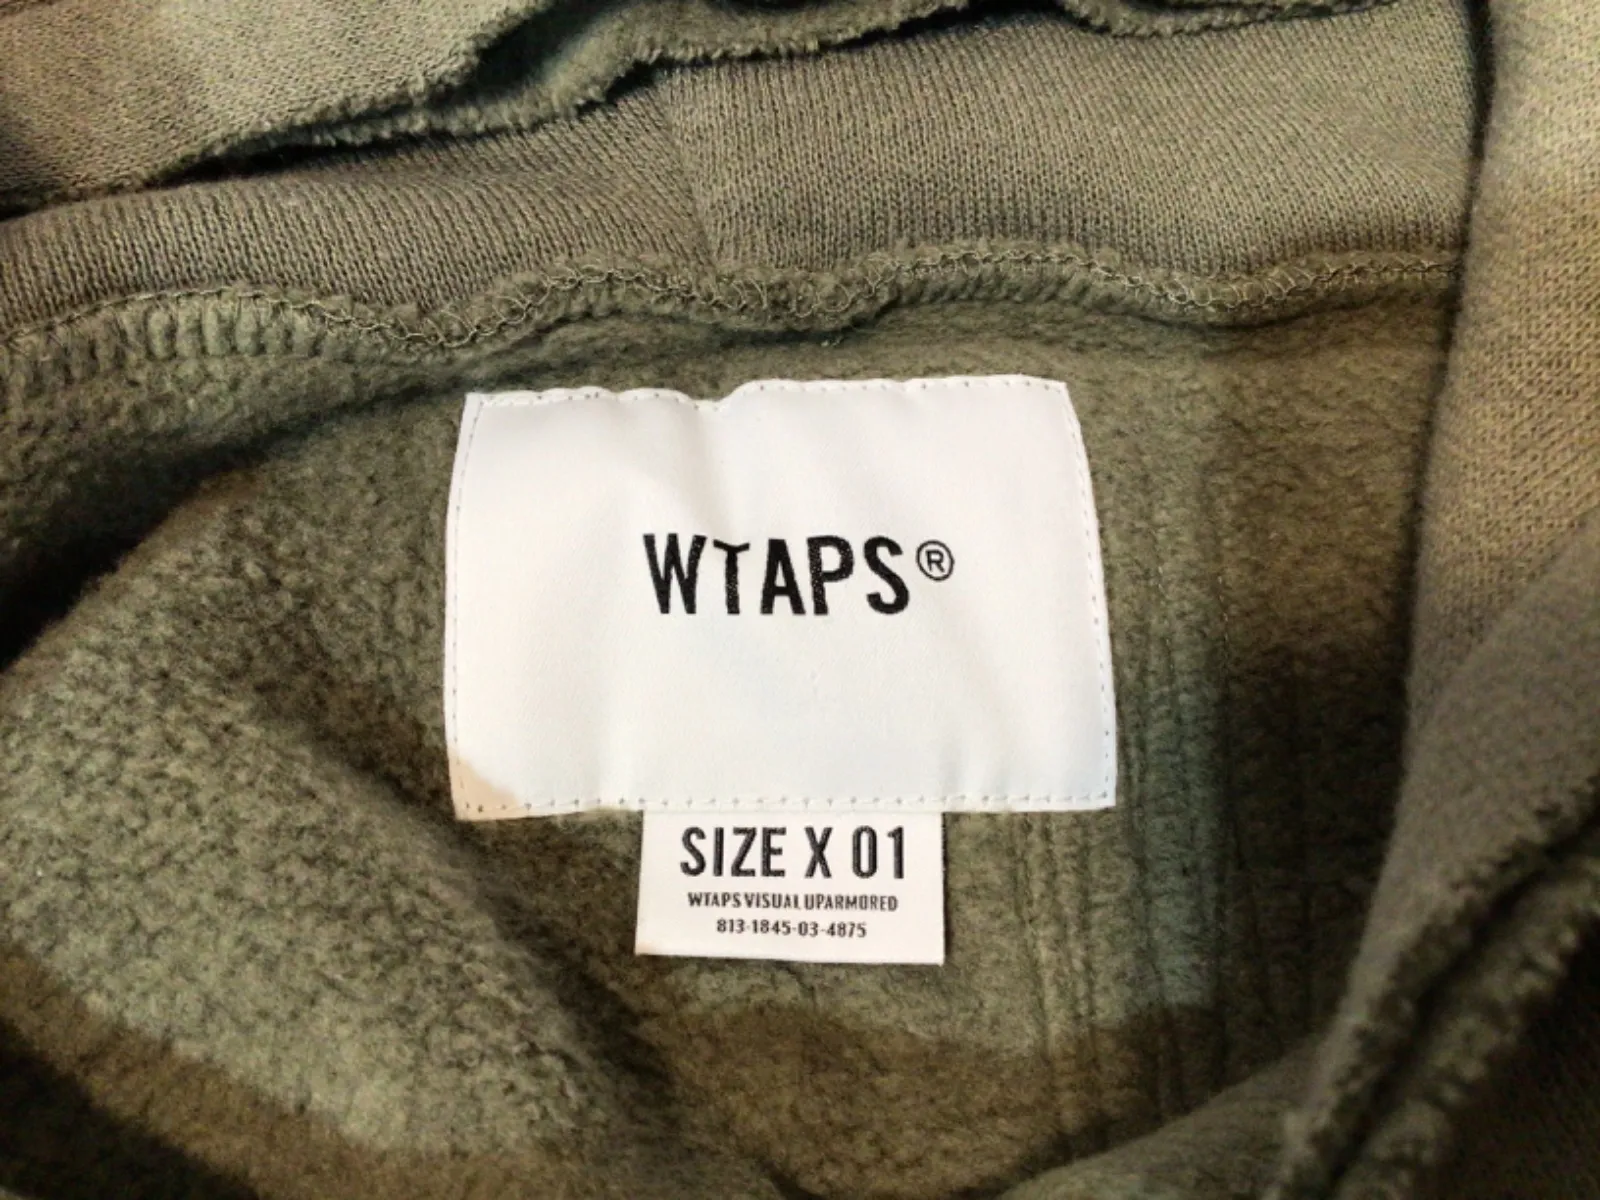 WTAPS®
SIZE X 01
WTAPS VISUAL UPARMORED
813-1845-03-4875